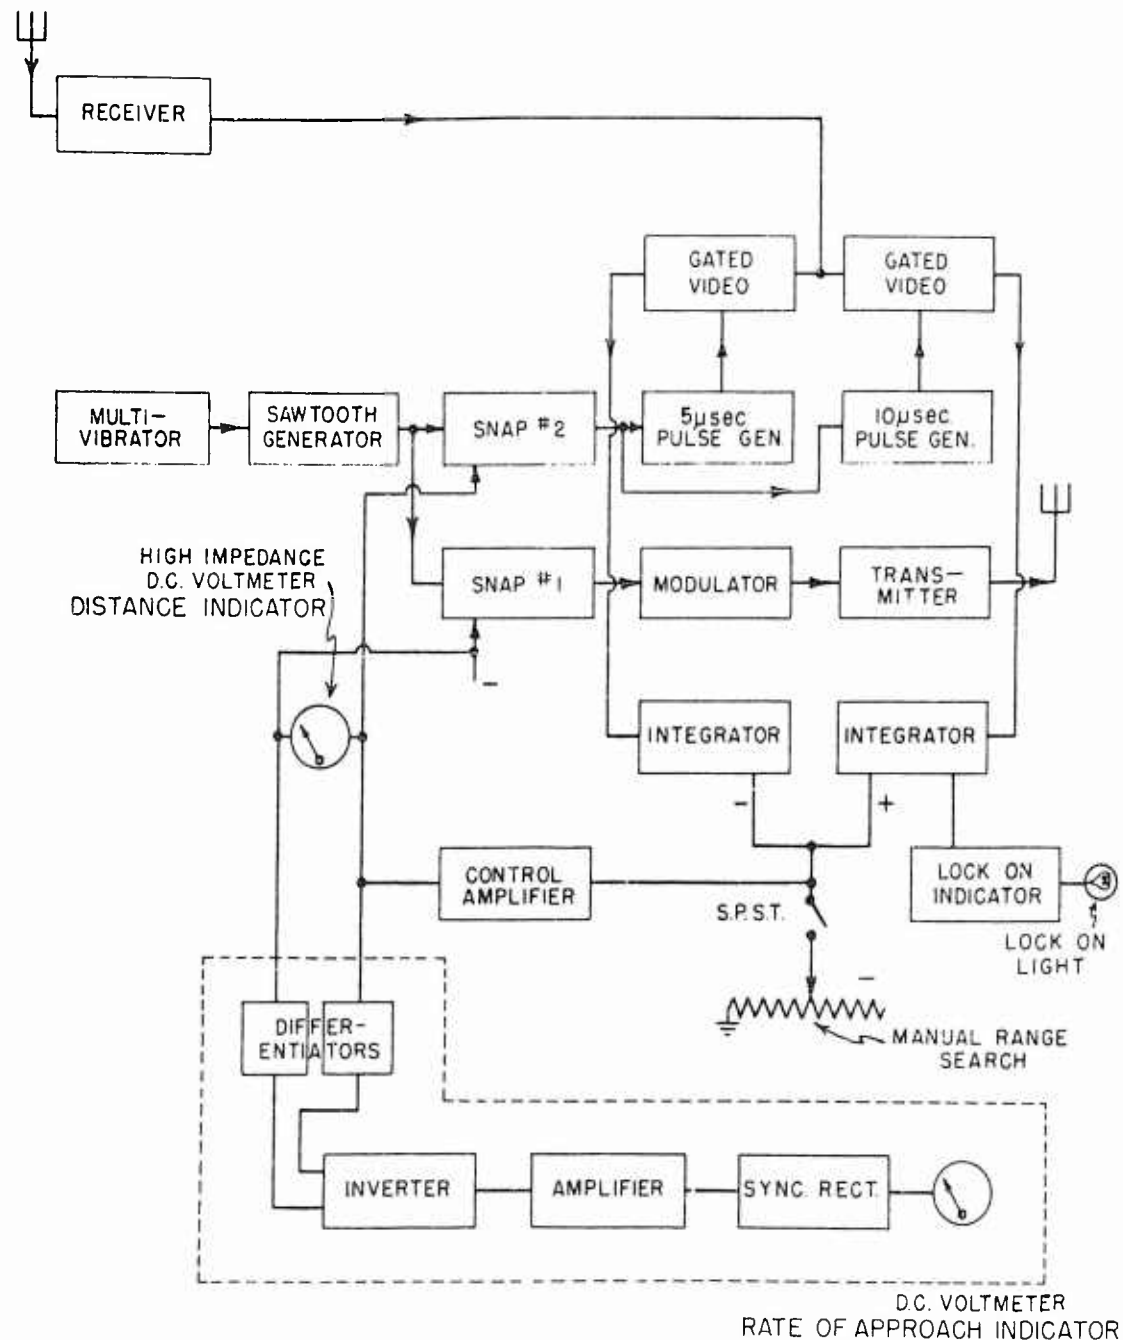 RECEIVER
GATED
VIDEO
GATED
VIDEO
MULTI-
VIBRATOR
SAWTOOTH
GENERATOR
SNAP #2
5µsec
PULSE GEN
10µsec
PULSE GEN.
HIGH IMPEDANCE
D.C. VOLTMETER
DISTANCE INDICATOR
SNAP #1
MODULATOR
TRANS-
MITTER
-
INTEGRATOR
INTEGRATOR
-
+
CONTROL
AMPLIFIER
S.P.S.T.
LOCK ON
INDICATOR
LOCK ON
LIGHT
-
MANUAL RANGE
SEARCH
DIFFER-
ENTIATORS
INVERTER
AMPLIFIER
SYNC. RECT.
D.C. VOLTMETER
RATE OF APPROACH INDICATOR